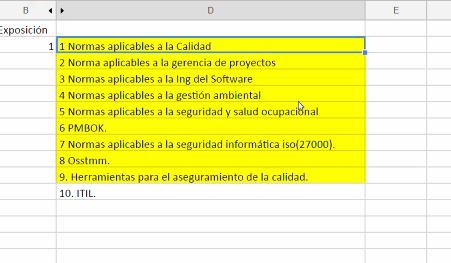 B D E
Exposición
1 1 Normas aplicables a la Calidad
2 Norma aplicables a la gerencia de proyectos
3 Normas aplicables a la Ing del Software
4 Normas aplicables a la gestión ambiental
5 Normas aplicables a la seguridad y salud ocupacional
6 PMBOK.
7 Normas aplicables a la seguridad informática iso(27000).
8 Osstmm.
9. Herramientas para el aseguramiento de la calidad.
10. ITIL.